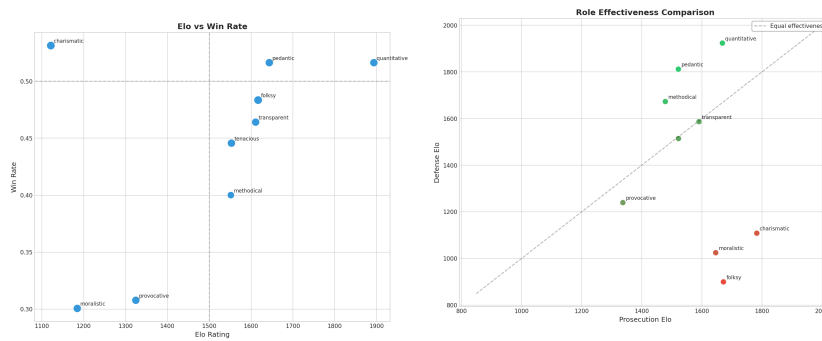 Elo vs Win Rate
charismatic
pedantic
quantitative
folksy
transparent
tenacious
methodical
provocative
moralistic
0.50
0.45
0.40
0.35
0.30
Win Rate
1100 1200 1300 1400 1500 1600 1700 1800 1900
Elo Rating
Role Effectiveness Comparison
Equal effectivenes
quantitative
pedantic
methodical
transparent
provocative
charismatic
moralistic
folksy
2000
1800
1600
1400
1200
1000
800
Defense Elo
800 1000 1200 1400 1600 1800 200
Prosecution Elo